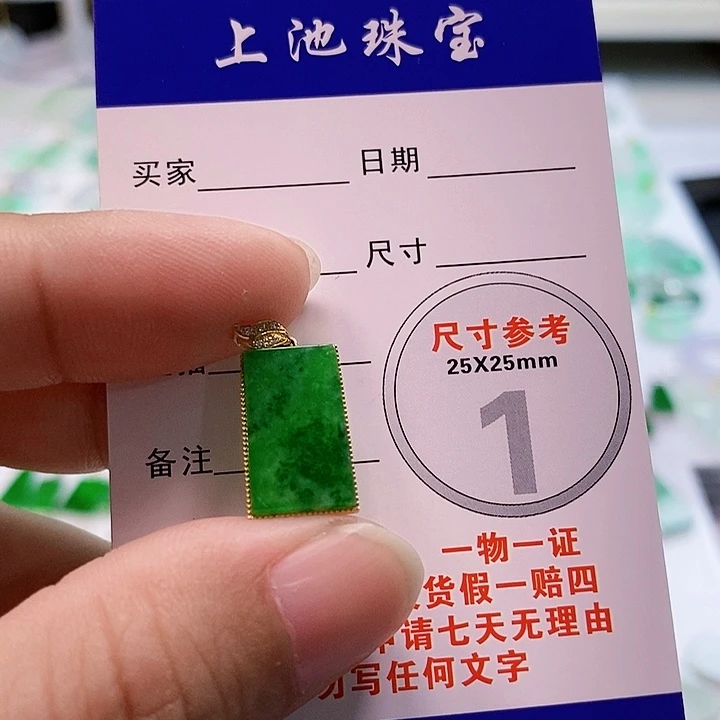 上池珠宝
买家 日期
尺寸
备注
尺寸参考
25X25mm
1
一物一证
货假一赔四
请七天无理由
写任何文字